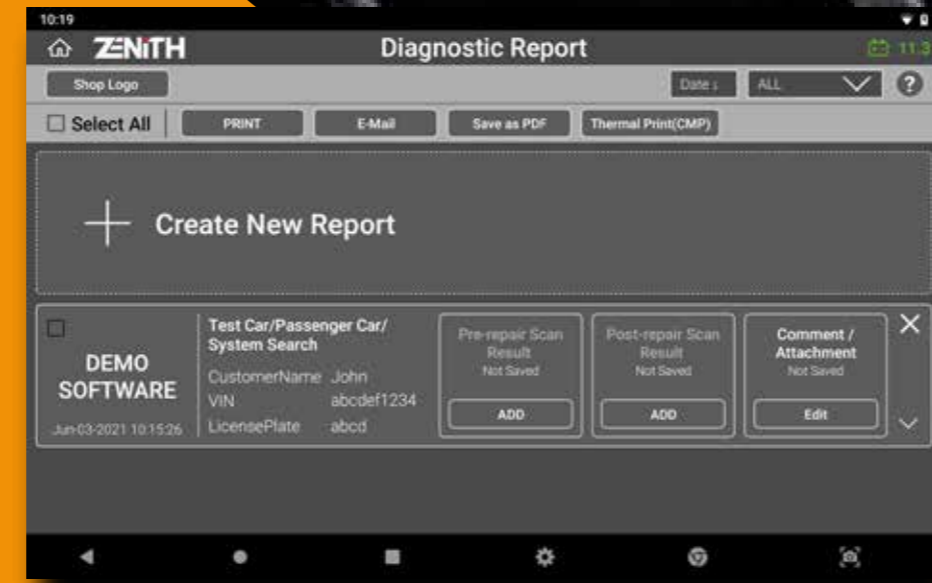 10:19
ZENITH
Diagnostic Report
11.3
Shop Logo
Date ↓
ALL
?
Select All
PRINT
E-Mail
Save as PDF
Thermal Print(CMP)
Create New Report
DEMO
SOFTWARE
Jun-03-2021 10:15:26
Test Car/Passenger Car/
System Search
CustomerName John
VIN abcdef1234
LicensePlate abcd
Pre-repair Scan
Result
Not Saved
ADD
Post-repair Scan
Result
Not Saved
ADD
Comment /
Attachment
Not Saved
Edit